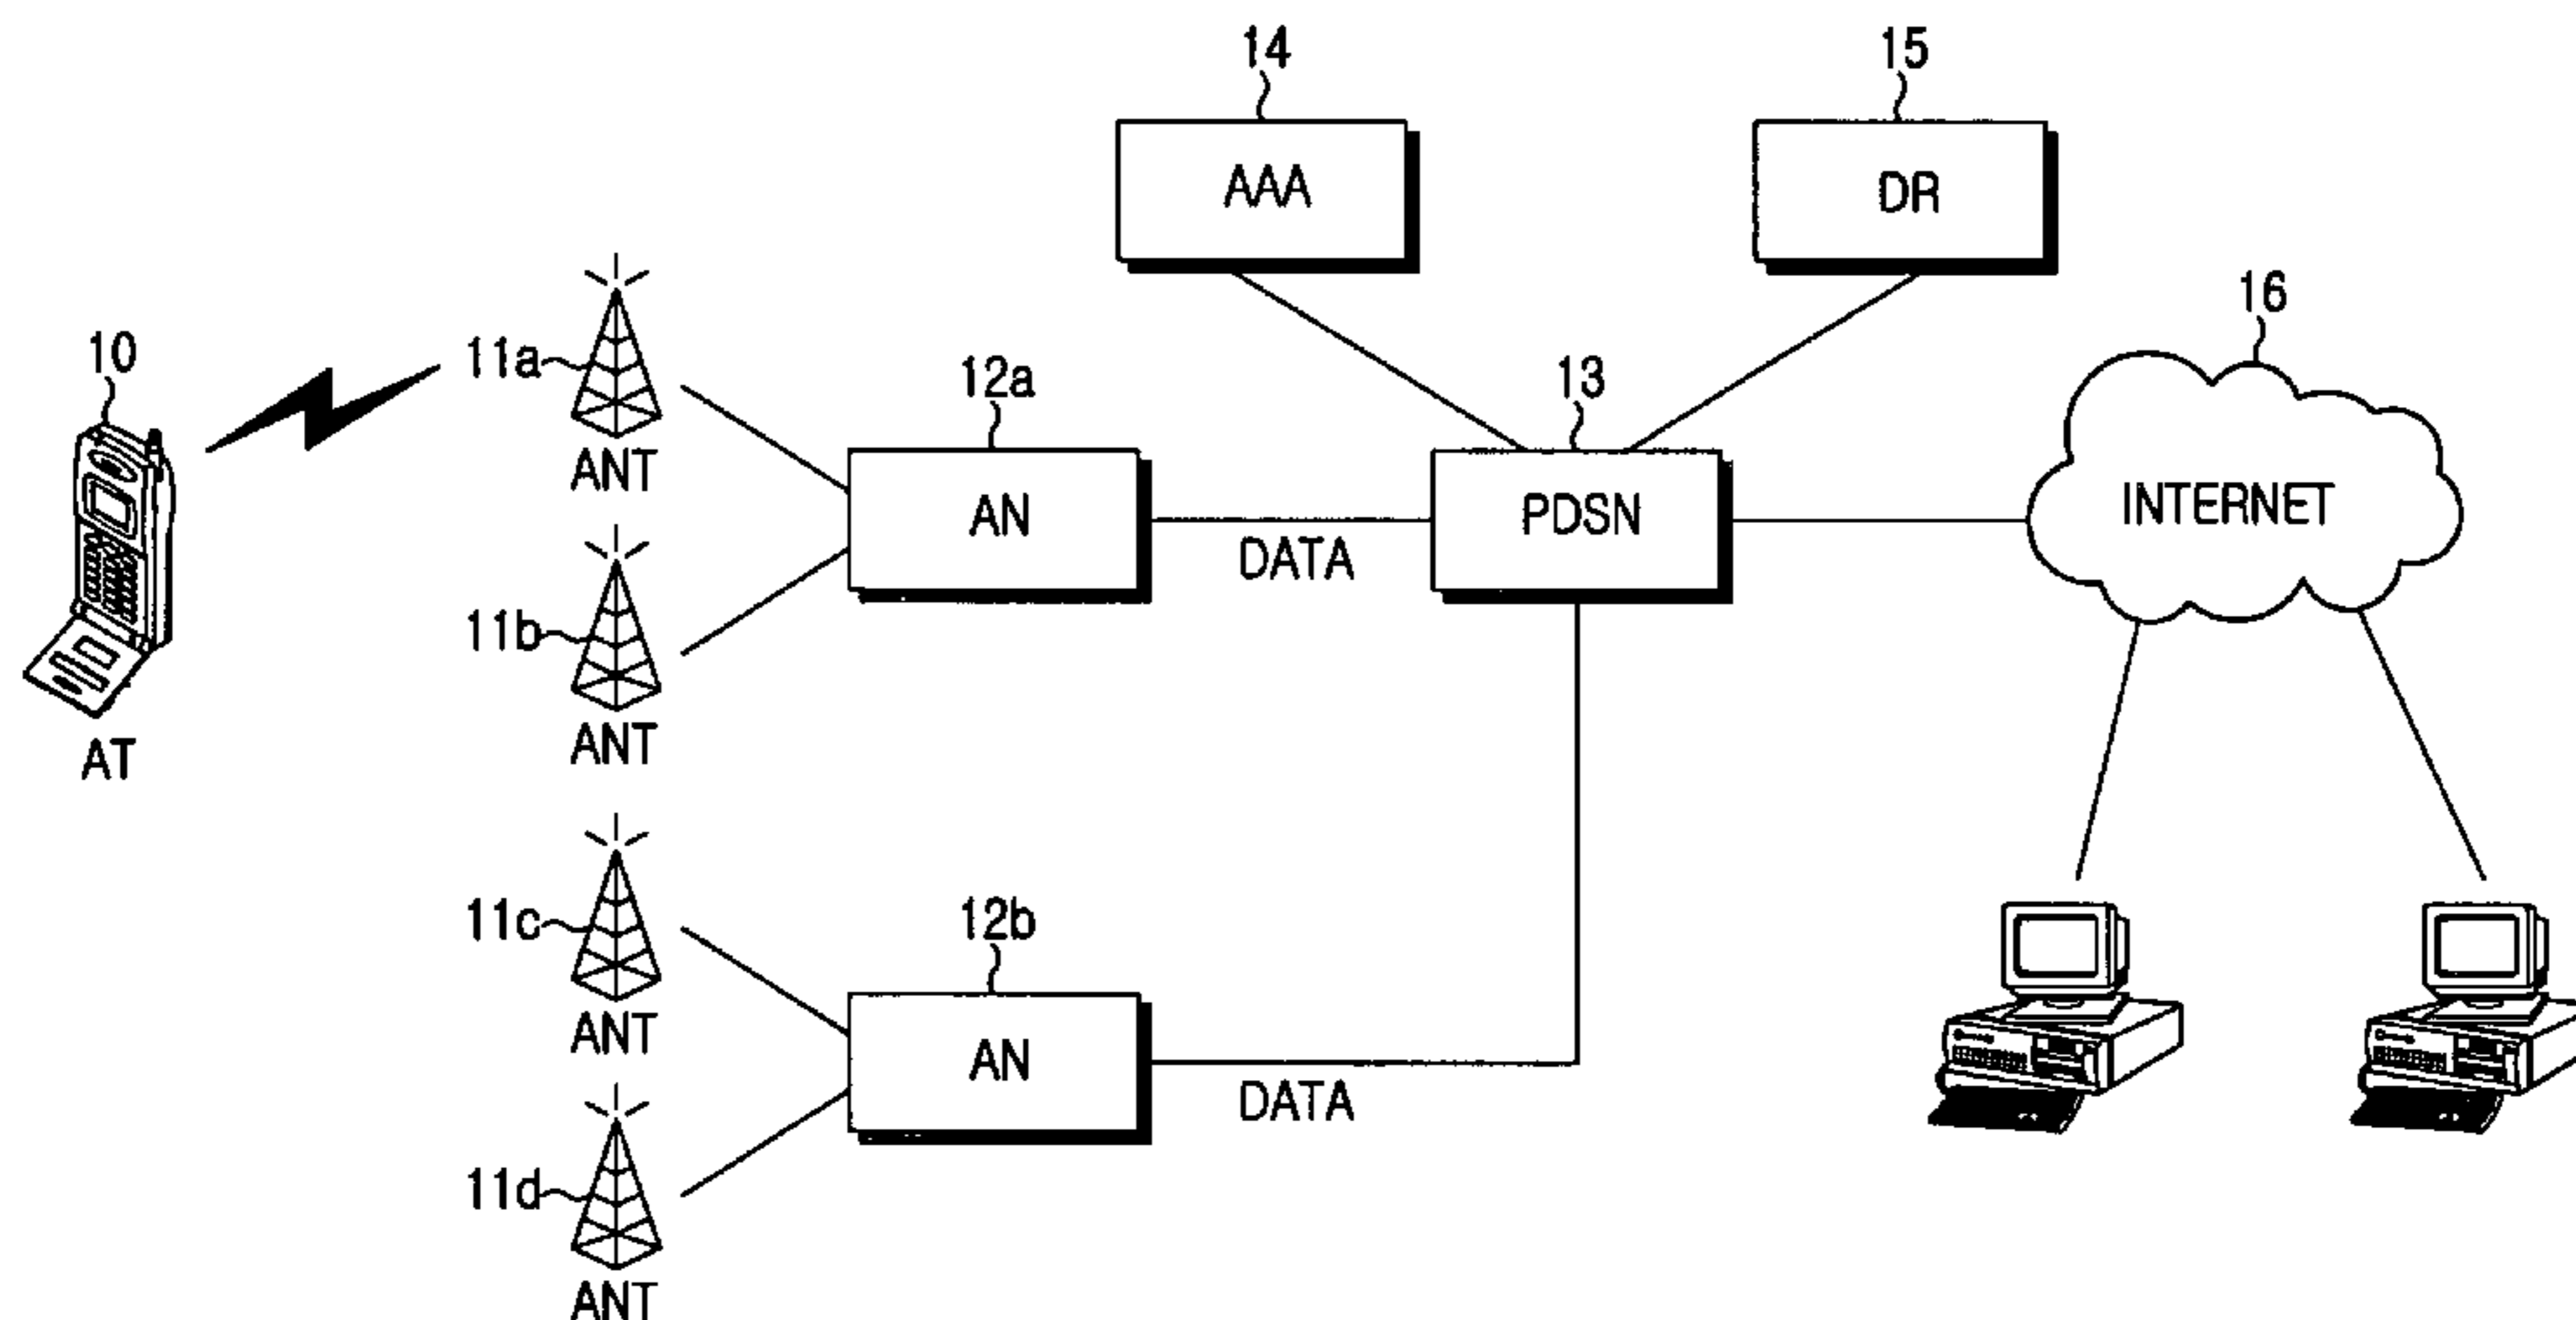 14
15
AAA
DR
16
10
11a
12a
13
ANT
AN
PDSN
INTERNET
DATA
11b
ANT
AT
11c
12b
ANT
AN
DATA
11d
ANT